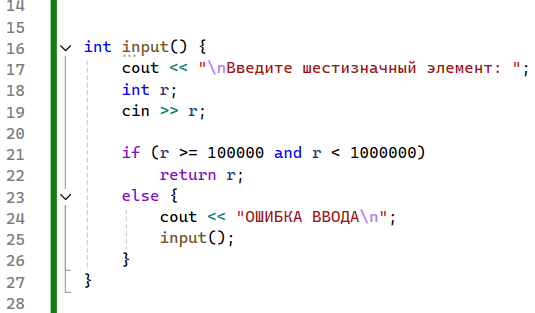 14
15
16 int input() {
17 cout << "\nВведите шестизначный элемент: ";
18 int r;
19 cin >> r;
20
21 if (r >= 100000 and r < 1000000)
22 return r;
23 else {
24 cout << "ОШИБКА ВВОДА\n";
25 input();
26 }
27 }
28